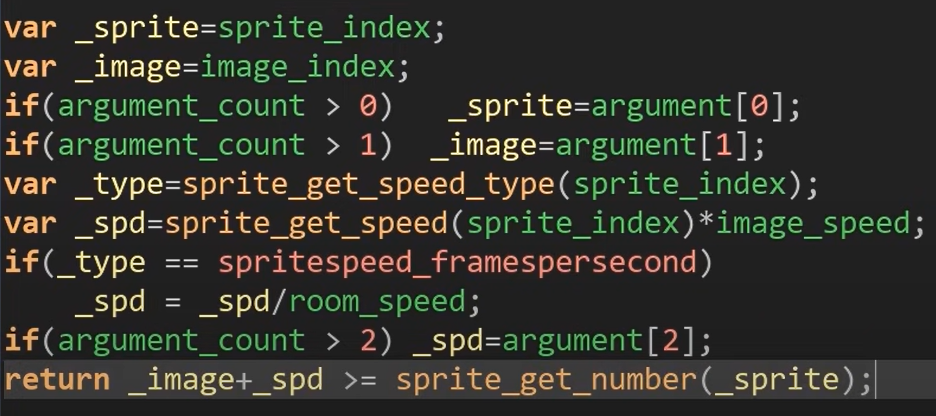 var _sprite=sprite_index;
var _image=image_index;
if(argument_count > 0)   _sprite=argument[0];
if(argument_count > 1)  _image=argument[1];
var _type=sprite_get_speed_type(sprite_index);
var _spd=sprite_get_speed(sprite_index)*image_speed;
if(_type == spritespeed_framespersecond)
    _spd = _spd/room_speed;
if(argument_count > 2) _spd=argument[2];
return _image+_spd >= sprite_get_number(_sprite);